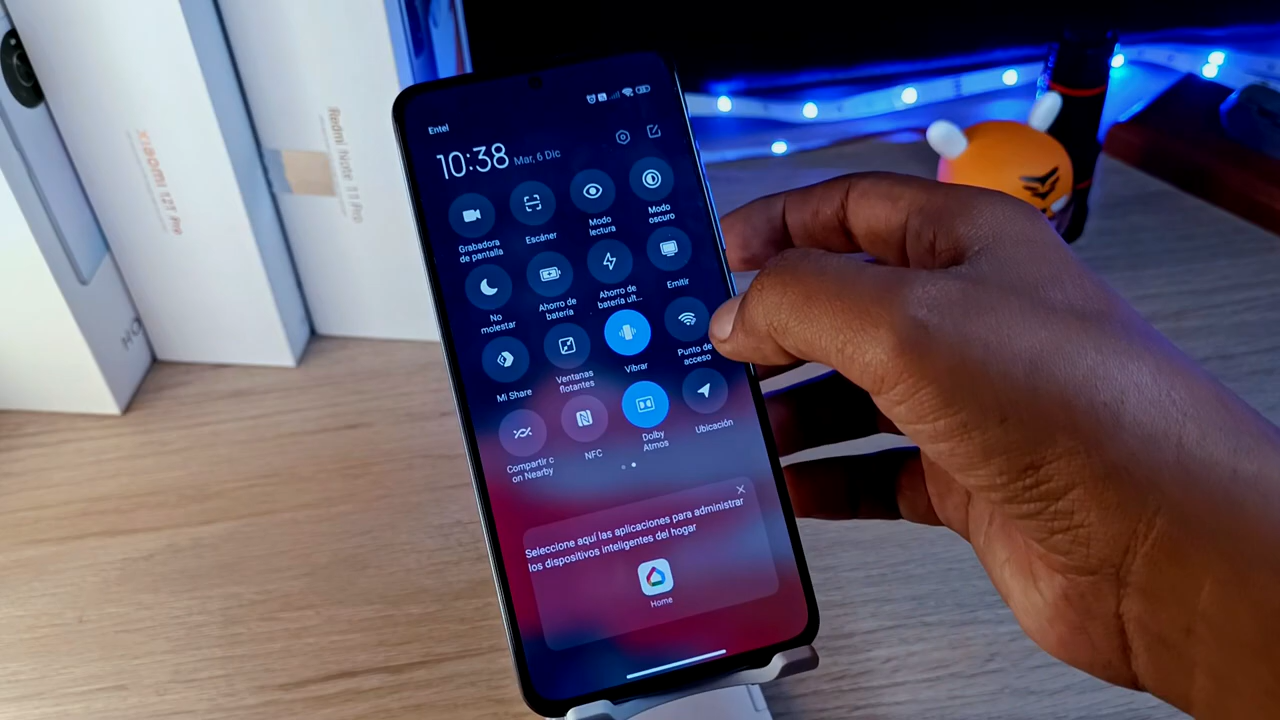 Xiaomi 12T Pro
Redmi Note 11 Pro
HO
Entel
10:38 Mar, 6 Dic
Grabadora
de pantalla
Escáner
Modo
lectura
Modo
oscuro
No
molestar
Ahorro de
batería
Ahorro de
batería ult...
Emitir
Mi Share
Ventanas
flotantes
Vibrar
Punto de
acceso
Compartir c
on Nearby
NFC
Dolby
Atmos
Ubicación
Seleccione aquí las aplicaciones para administrar
los dispositivos inteligentes del hogar
Home